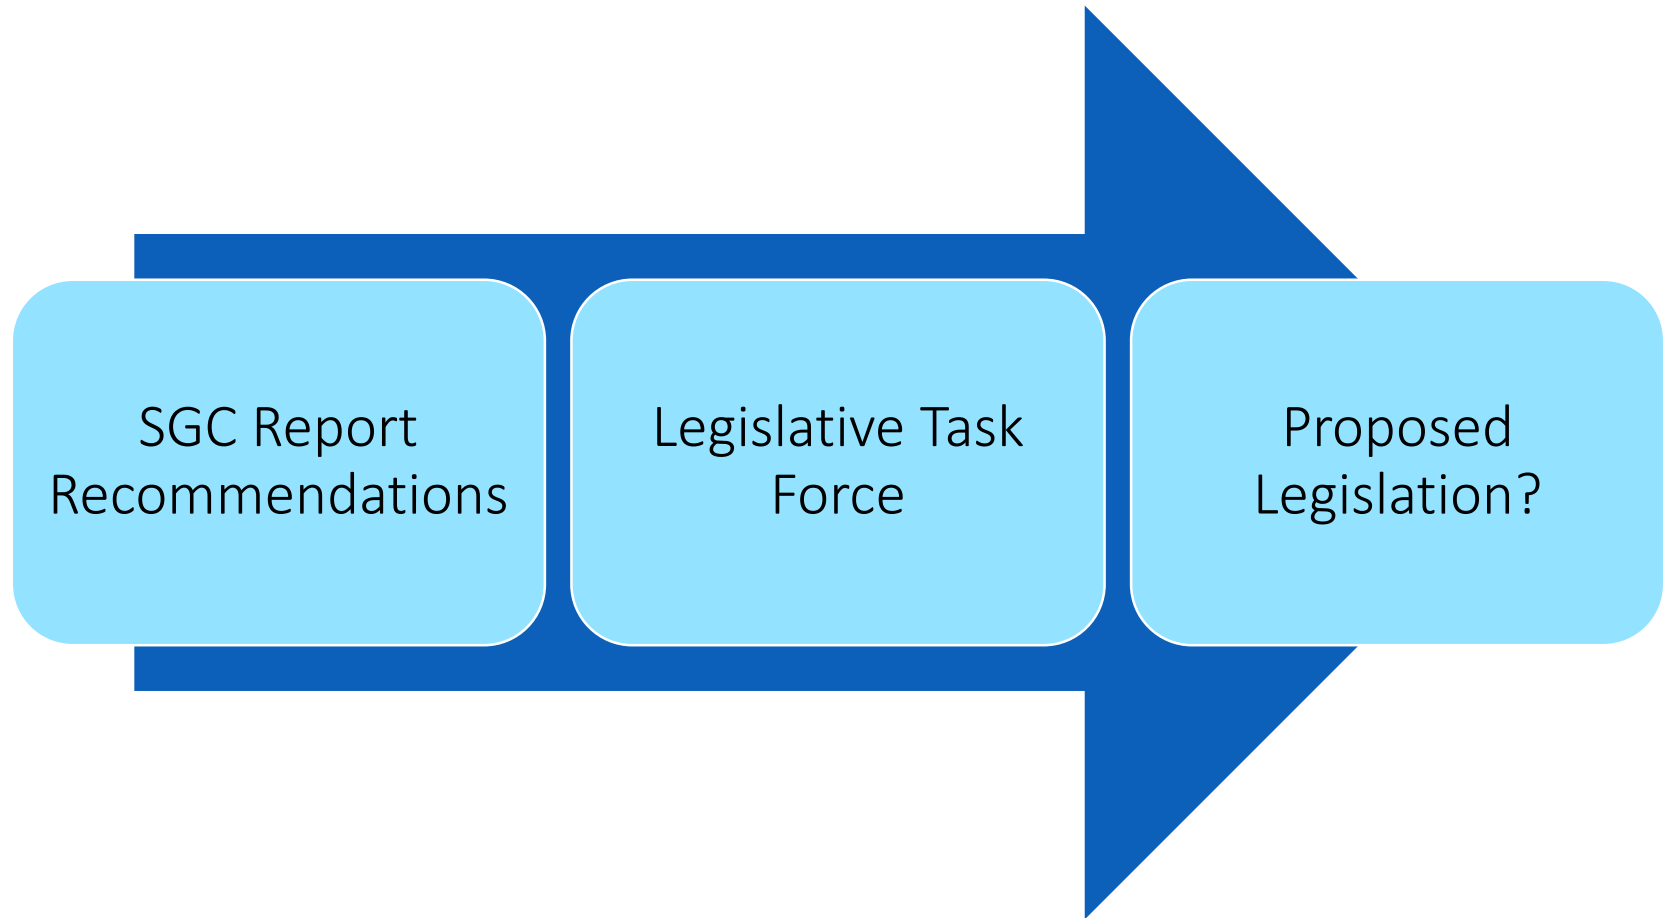 SGC Report
Recommendations
Legislative Task
Force
Proposed
Legislation?